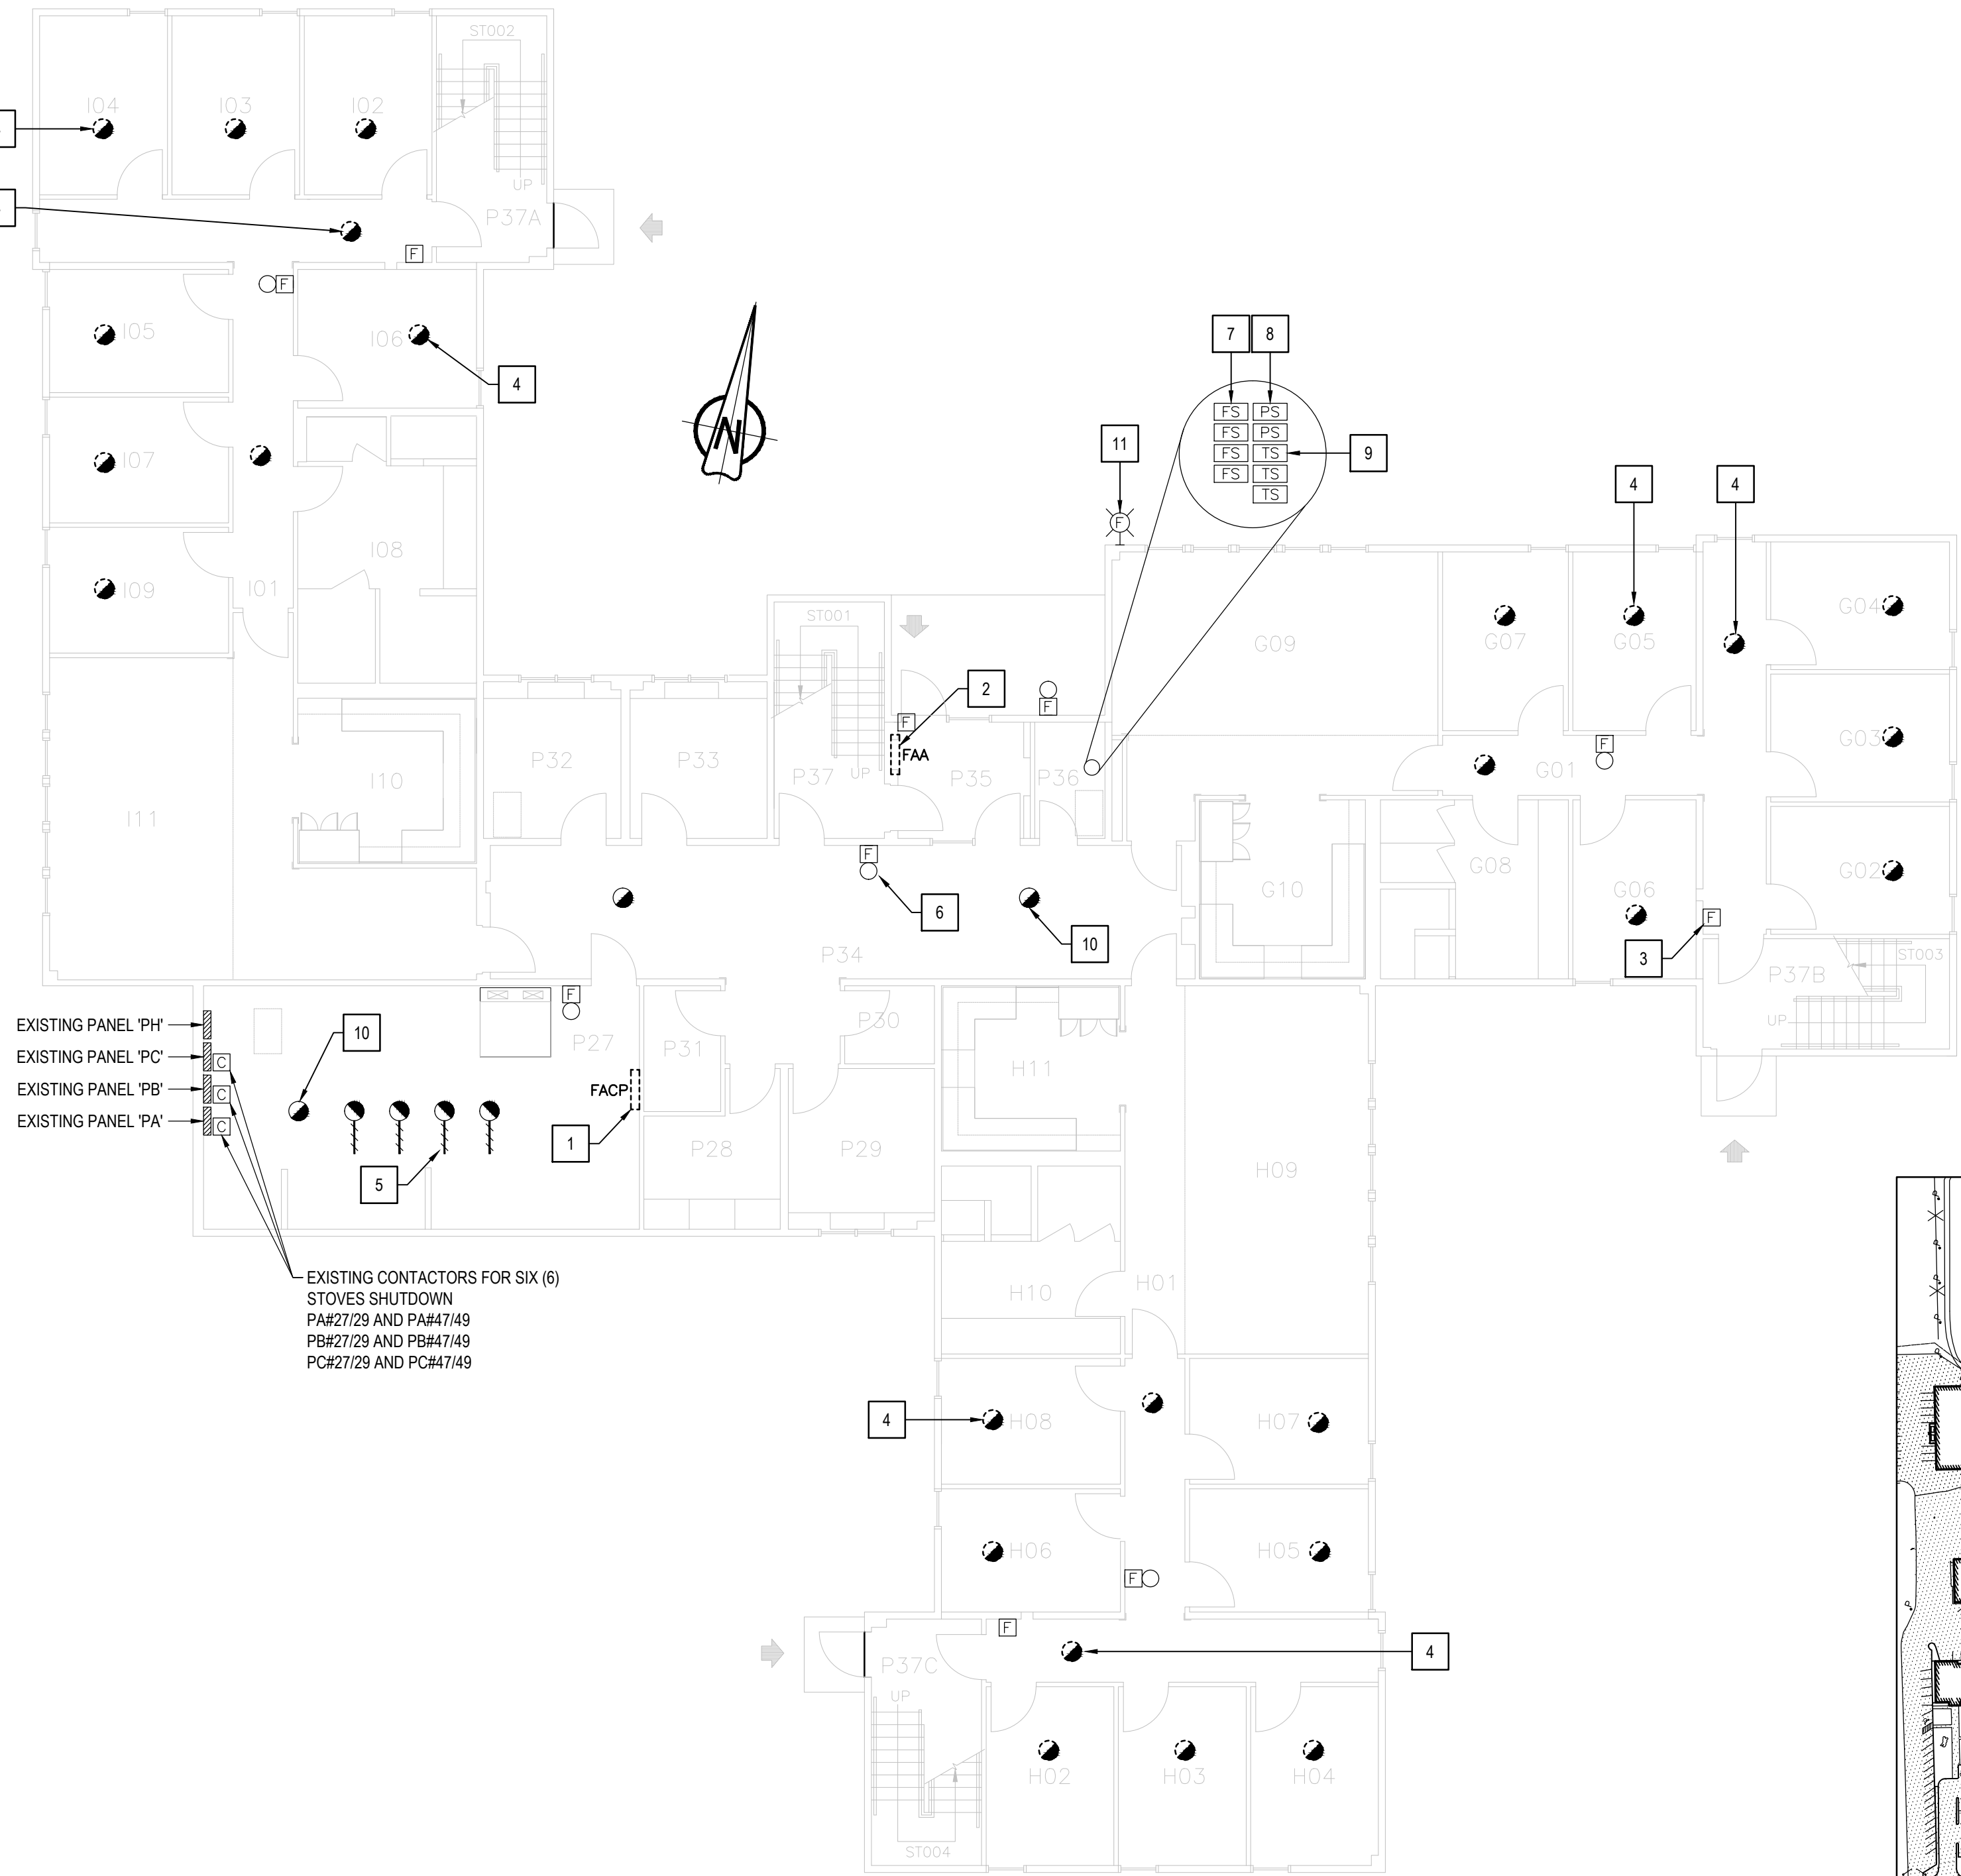 ST002
I04
I03
I02
UP
P37A
F
F
I05
I06
4
N
7
8
FS
PS
FS
PS
FS
TS
FS
TS
TS
9
11
F
I07
I08
I09
I01
4
4
G04
G07
G05
G09
ST001
2
F
FAA
F
P32
P33
P37
UP
P35
P36
F
G01
G03
I10
I11
F
6
G10
G08
G06
G02
F
3
10
P34
ST003
P37B
UP
EXISTING PANEL 'PH'
EXISTING PANEL 'PC'
C
EXISTING PANEL 'PB'
C
EXISTING PANEL 'PA'
C
10
F
P27
P31
P30
H11
FACP
1
5
P28
P29
H09
EXISTING CONTACTORS FOR SIX (6)
STOVES SHUTDOWN
PA#27/29 AND PA#47/49
PB#27/29 AND PB#47/49
PC#27/29 AND PC#47/49
H10
H01
4
H08
H07
H06
H05
F
F
4
P37C
UP
H02
H03
H04
ST004